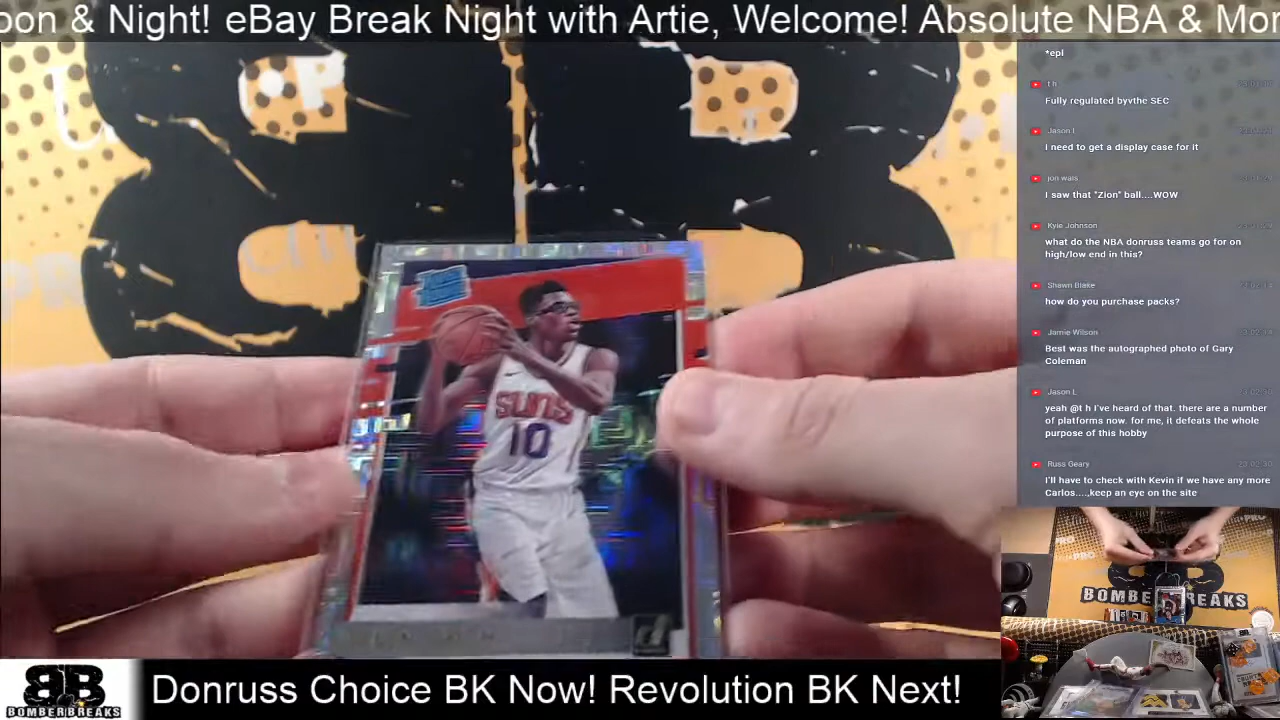 oon & Night! eBay Break Night with Artie, Welcome! Absolute NBA & Mor
*epl
t h
Fully regulated byvthe SEC
Jason l
I need to get a display case for it
jon wals
I saw that "Zion" ball....WOW
Kyle Johnson
what do the NBA donruss teams go for on
high/low end in this?
Shawn Blake
how do you purchase packs?
Jamie Wilson
Best was the autographed photo of Gary
Coleman
Jason L
yeah @t h I've heard of that. there are a number
of platforms now. for me, it defeats the whole
purpose of this hobby
Russ Geary
23:02:30
I'll have to check with Kevin if we have any more
Carlos....,keep an eye on the site
SUNS
10
BOMBERBREAKS
BB
BOMBERBREAKS
Donruss Choice BK Now! Revolution BK Next!